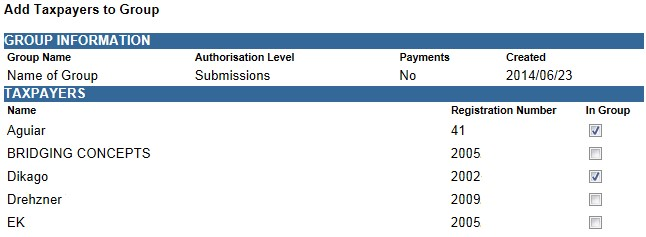 Add Taxpayers to Group
GROUP INFORMATION
Group Name Authorisation Level Payments Created
Name of Group Submissions No 2014/06/23
TAXPAYERS
Name Registration Number In Group
Aguiar 41
BRIDGING CONCEPTS 2005
Dikago 2002
Drehzner 2009
EK 2005